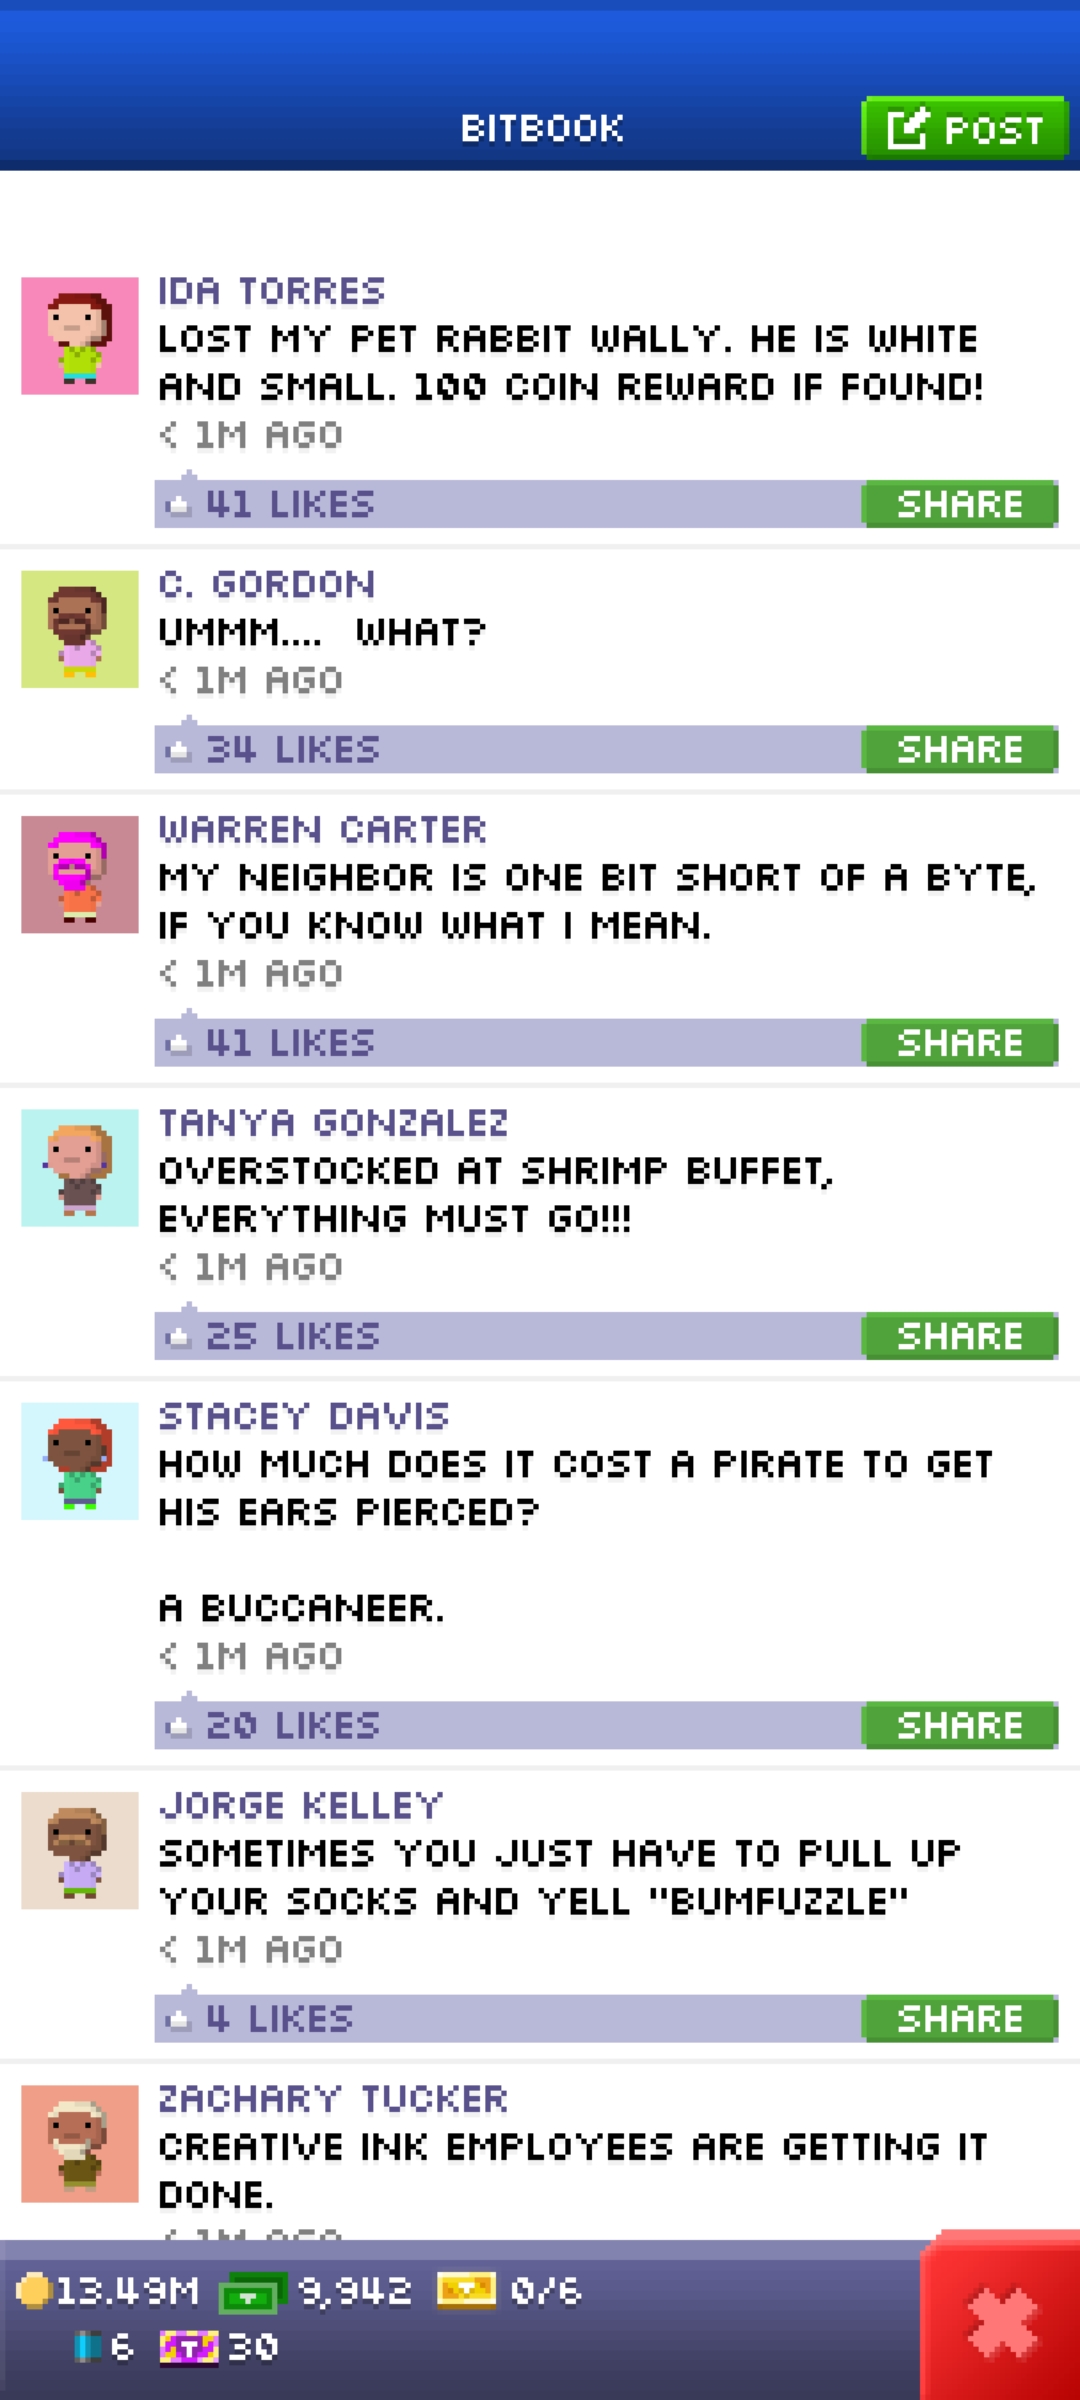 BITBOOK
POST
IDA TORRES
LOST MY PET RABBIT WALLY. HE IS WHITE
AND SMALL. 100 COIN REWARD IF FOUND!
< 1M AGO
41 LIKES
SHARE
C. GORDON
UMMM.... WHAT?
< 1M AGO
34 LIKES
SHARE
WARREN CARTER
MY NEIGHBOR IS ONE BIT SHORT OF A BYTE,
IF YOU KNOW WHAT I MEAN.
< 1M AGO
41 LIKES
SHARE
TANYA GONZALEZ
OVERSTOCKED AT SHRIMP BUFFET,
EVERYTHING MUST GO!!!
< 1M AGO
25 LIKES
SHARE
STACEY DAVIS
HOW MUCH DOES IT COST A PIRATE TO GET
HIS EARS PIERCED?
A BUCCANEER.
< 1M AGO
20 LIKES
SHARE
JORGE KELLEY
SOMETIMES YOU JUST HAVE TO PULL UP
YOUR SOCKS AND YELL "BUMFUZZLE"
< 1M AGO
4 LIKES
SHARE
ZACHARY TUCKER
CREATIVE INK EMPLOYEES ARE GETTING IT
DONE.
< 1M AGO
13.49M 9,942 0/6
6 T 30